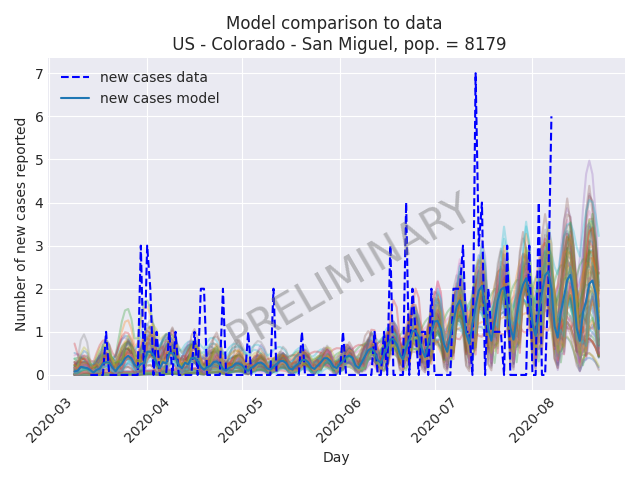 Model comparison to data
US - Colorado - San Miguel, pop. = 8179
new cases data
new cases model
PRELIMINARY
Number of new cases reported
7
6
5
4
3
2
1
0
2020-03
2020-04
2020-05
2020-06
2020-07
2020-08
Day